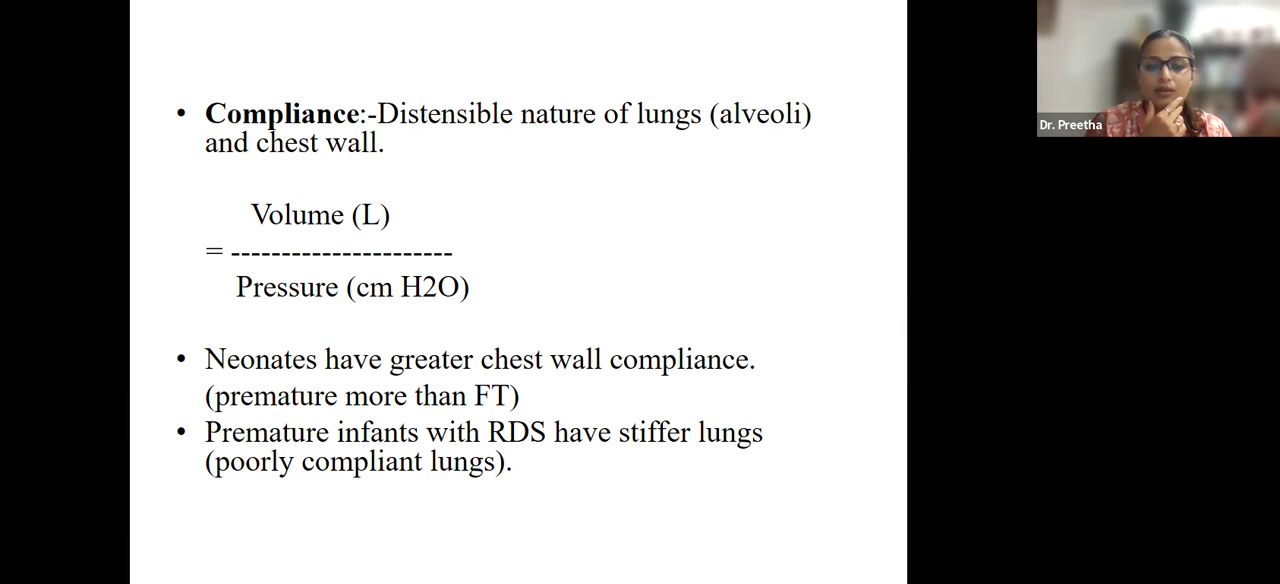 • Compliance:-Distensible nature of lungs (alveoli)
and chest wall.
Volume (L)
= ----------------------
Pressure (cm H2O)
• Neonates have greater chest wall compliance.
(premature more than FT)
• Premature infants with RDS have stiffer lungs
(poorly compliant lungs).
Dr. Preetha